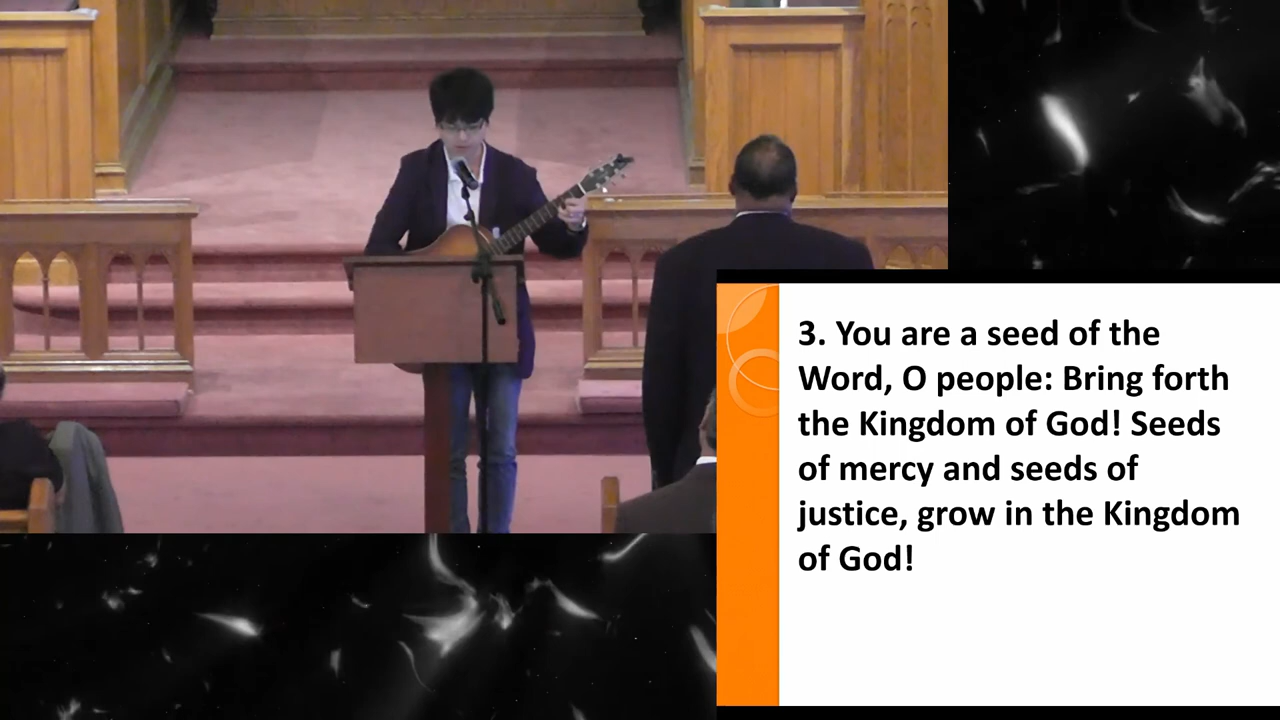 3. You are a seed of the
Word, O people: Bring forth
the Kingdom of God! Seeds
of mercy and seeds of
justice, grow in the Kingdom
of God!